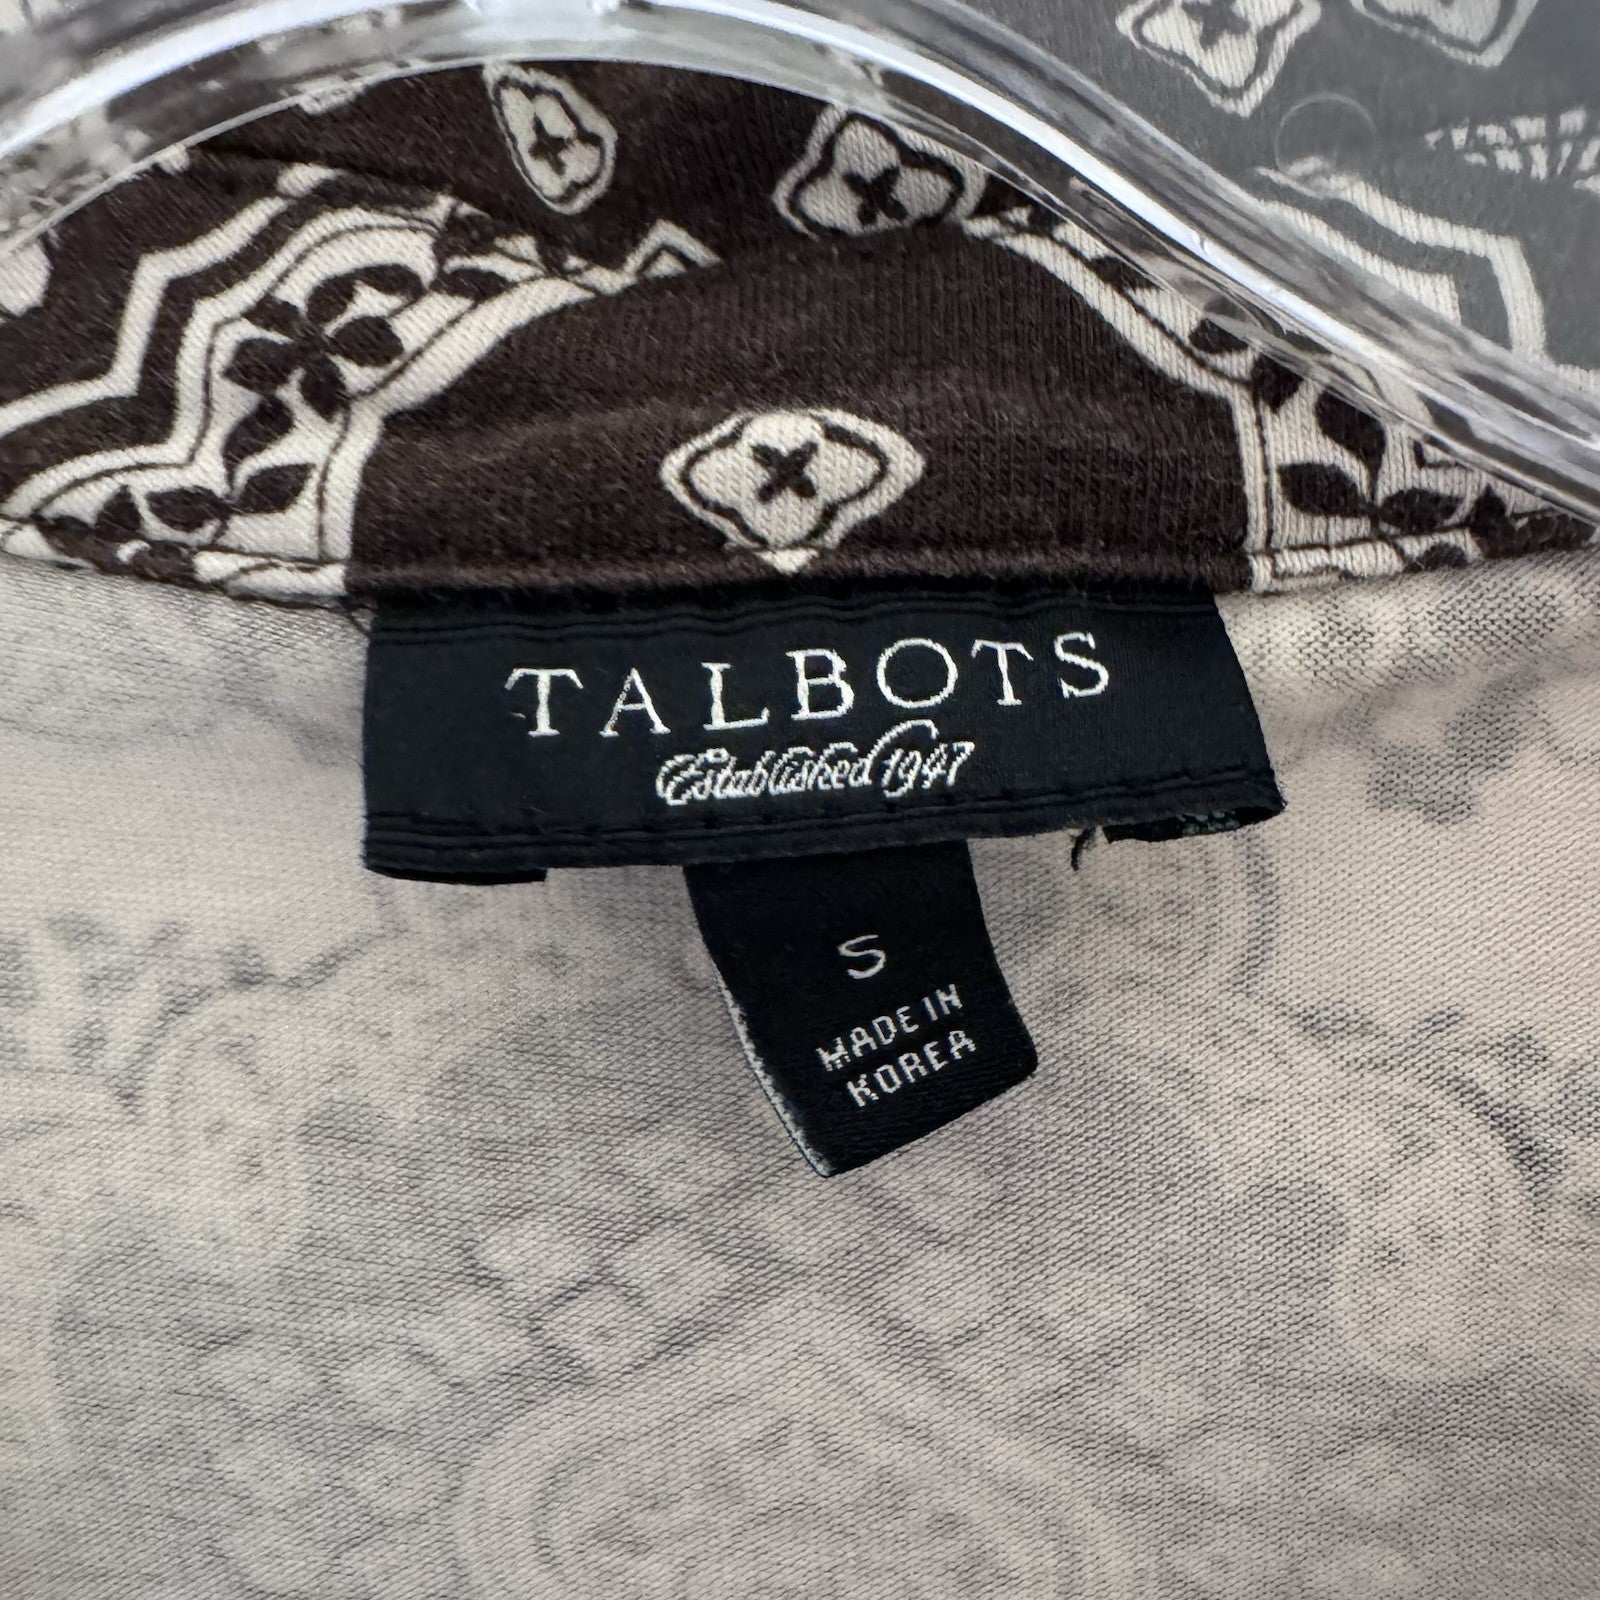 TALBOTS
Established 1947
S
MADE IN
KOREA